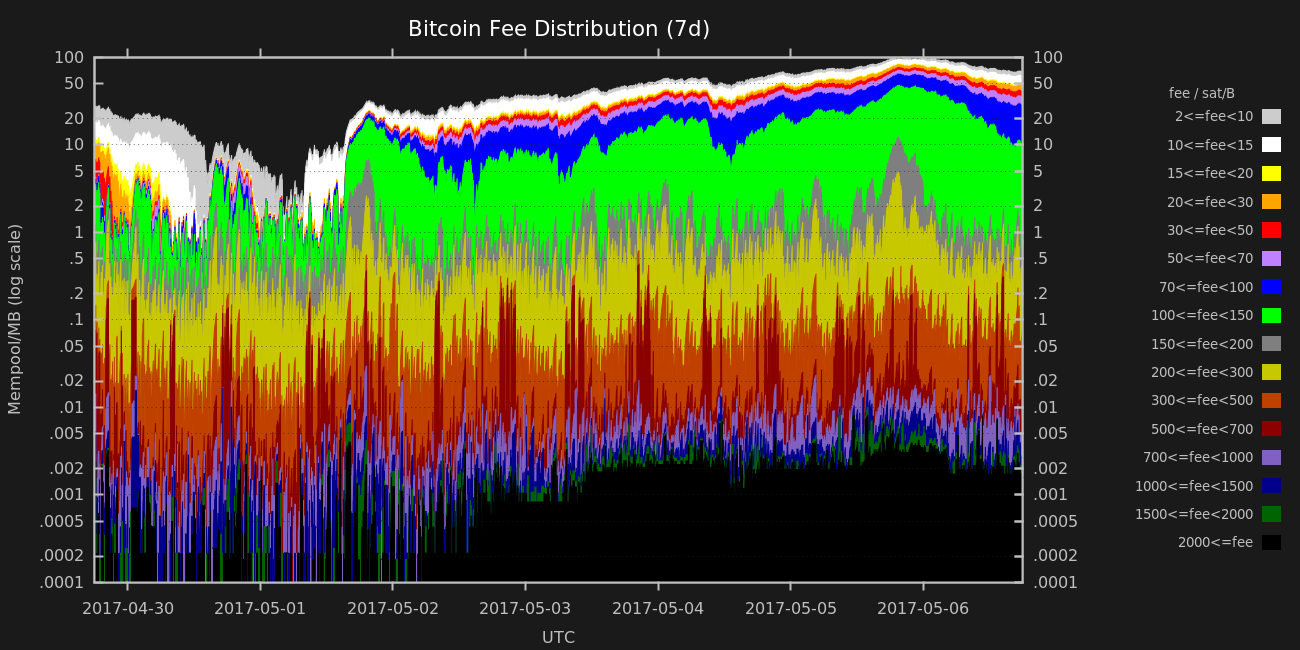 Bitcoin Fee Distribution (7d)
Mempool/MB (log scale)
100
50
20
10
5
2
1
.5
.2
.1
.05
.02
.01
.005
.002
.001
.0005
.0002
.0001
100
50
20
10
5
2
1
.5
.2
.1
.05
.02
.01
.005
.002
.001
.0005
.0002
.0001
fee / sat/B
2<=fee<10
10<=fee<15
15<=fee<20
20<=fee<30
30<=fee<50
50<=fee<70
70<=fee<100
100<=fee<150
150<=fee<200
200<=fee<300
300<=fee<500
500<=fee<700
700<=fee<1000
1000<=fee<1500
1500<=fee<2000
2000<=fee
2017-04-30 2017-05-01 2017-05-02 2017-05-03 2017-05-04 2017-05-05 2017-05-06
UTC